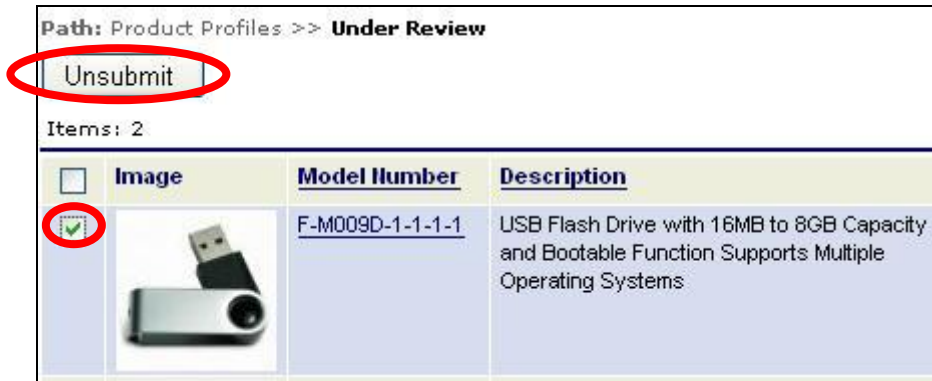 Path: Product Profiles >> Under Review
Unsubmit
Items: 2
Image Model Number Description
F-M009D-1-1-1-1 USB Flash Drive with 16MB to 8GB Capacity
and Bootable Function Supports Multiple
Operating Systems